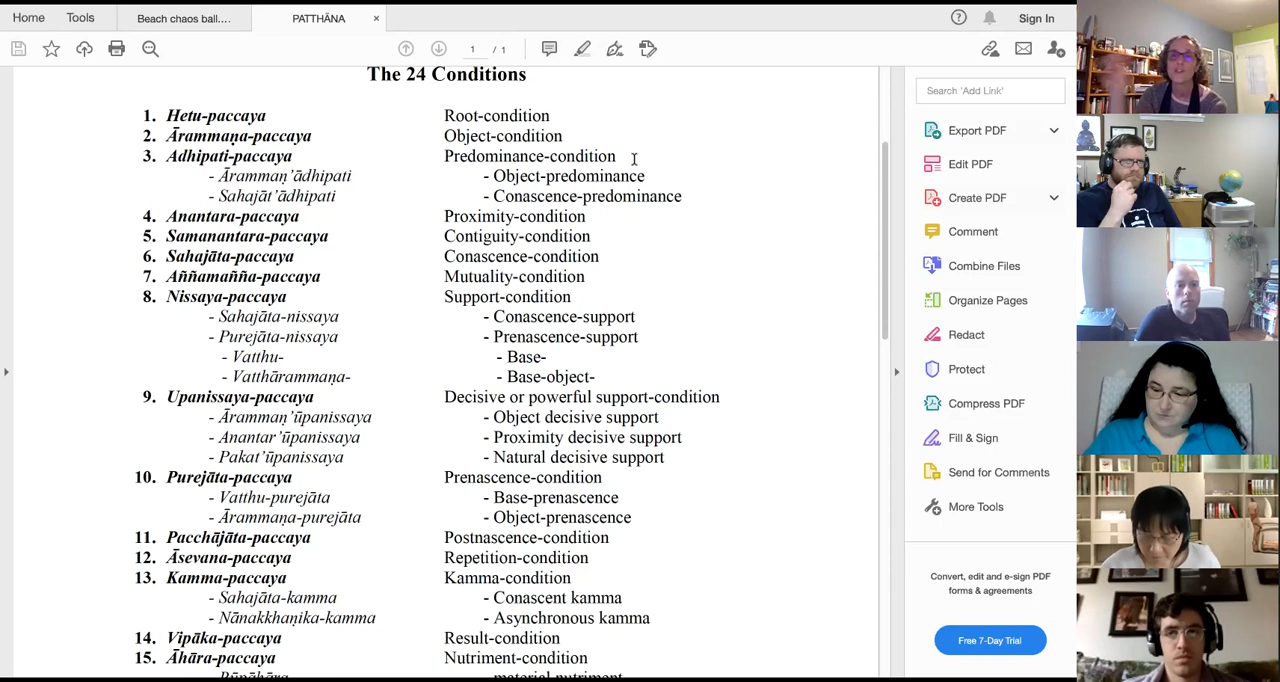 Home Tools Beach chaos ball.... PATTHĀNA × Sign In
1 / 1
The 24 Conditions
1. Hetu-paccaya Root-condition
2. Ārammaṇa-paccaya Object-condition
3. Adhipati-paccaya Predominance-condition
- Ārammaṇ'ādhipati - Object-predominance
- Sahajāt'ādhipati - Conascence-predominance
4. Anantara-paccaya Proximity-condition
5. Samanantara-paccaya Contiguity-condition
6. Sahajāta-paccaya Conascence-condition
7. Aññamañña-paccaya Mutuality-condition
8. Nissaya-paccaya Support-condition
- Sahajāta-nissaya - Conascence-support
- Purejāta-nissaya - Prenascence-support
- Vatthu- - Base-
- Vatthārammaṇa- - Base-object-
9. Upanissaya-paccaya Decisive or powerful support-condition
- Ārammaṇ'ūpanissaya - Object decisive support
- Anantar'ūpanissaya - Proximity decisive support
- Pakat'ūpanissaya - Natural decisive support
10. Purejāta-paccaya Prenascence-condition
- Vatthu-purejāta - Base-prenascence
- Ārammaṇa-purejāta - Object-prenascence
11. Pacchājāta-paccaya Postnascence-condition
12. Āsevana-paccaya Repetition-condition
13. Kamma-paccaya Kamma-condition
- Sahajāta-kamma - Conascent kamma
- Nānakkhaṇika-kamma - Asynchronous kamma
14. Vipāka-paccaya Result-condition
15. Āhāra-paccaya Nutriment-condition
- Rūpāhāra - material nutriment
Search 'Add Link'
Export PDF
Edit PDF
Create PDF
Comment
Combine Files
Organize Pages
Redact
Protect
Compress PDF
Fill & Sign
Send for Comments
More Tools
Convert, edit and e-sign PDF
forms & agreements
Free 7-Day Trial